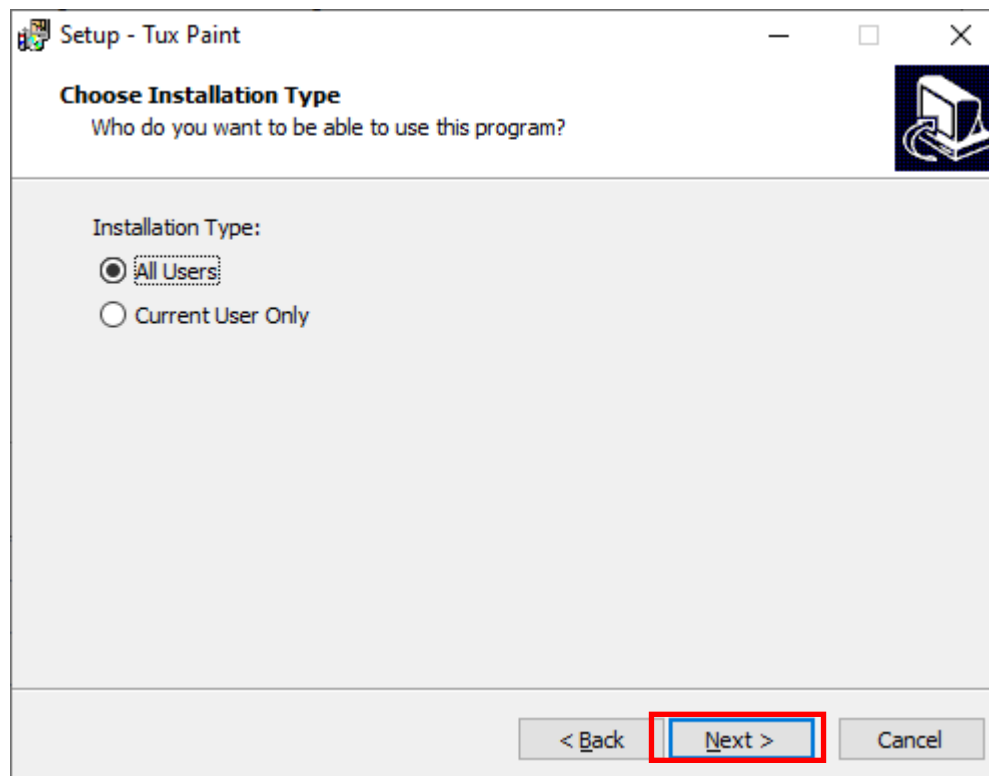 Setup - Tux Paint
Choose Installation Type
Who do you want to be able to use this program?
Installation Type:
All Users
Current User Only
< Back Next > Cancel